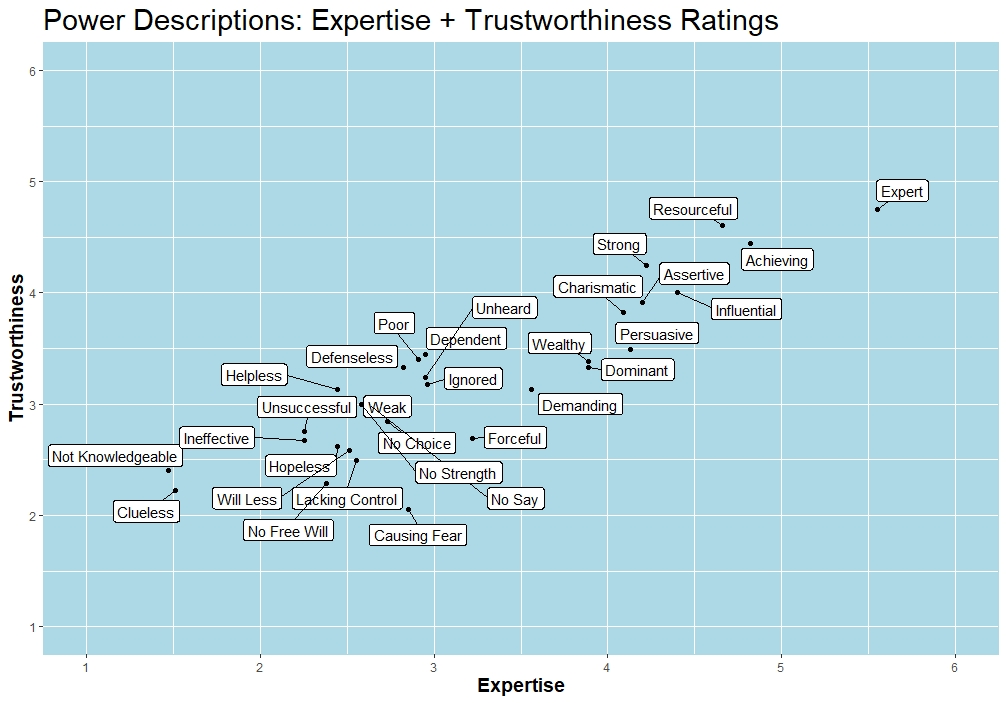 Power Descriptions: Expertise + Trustworthiness Ratings
6
5
4
3
2
1
Trustworthiness
Expert
Resourceful
Strong
Achieving
Assertive
Charismatic
Influential
Unheard
Poor
Persuasive
Dependent
Wealthy
Defenseless
Dominant
Helpless
Ignored
Unsuccessful
Weak
Demanding
Ineffective
No Choice
Forceful
Not Knowledgeable
Hopeless
No Strength
Will Less
Lacking Control
No Say
Clueless
No Free Will
Causing Fear
1
2
3
4
5
6
Expertise